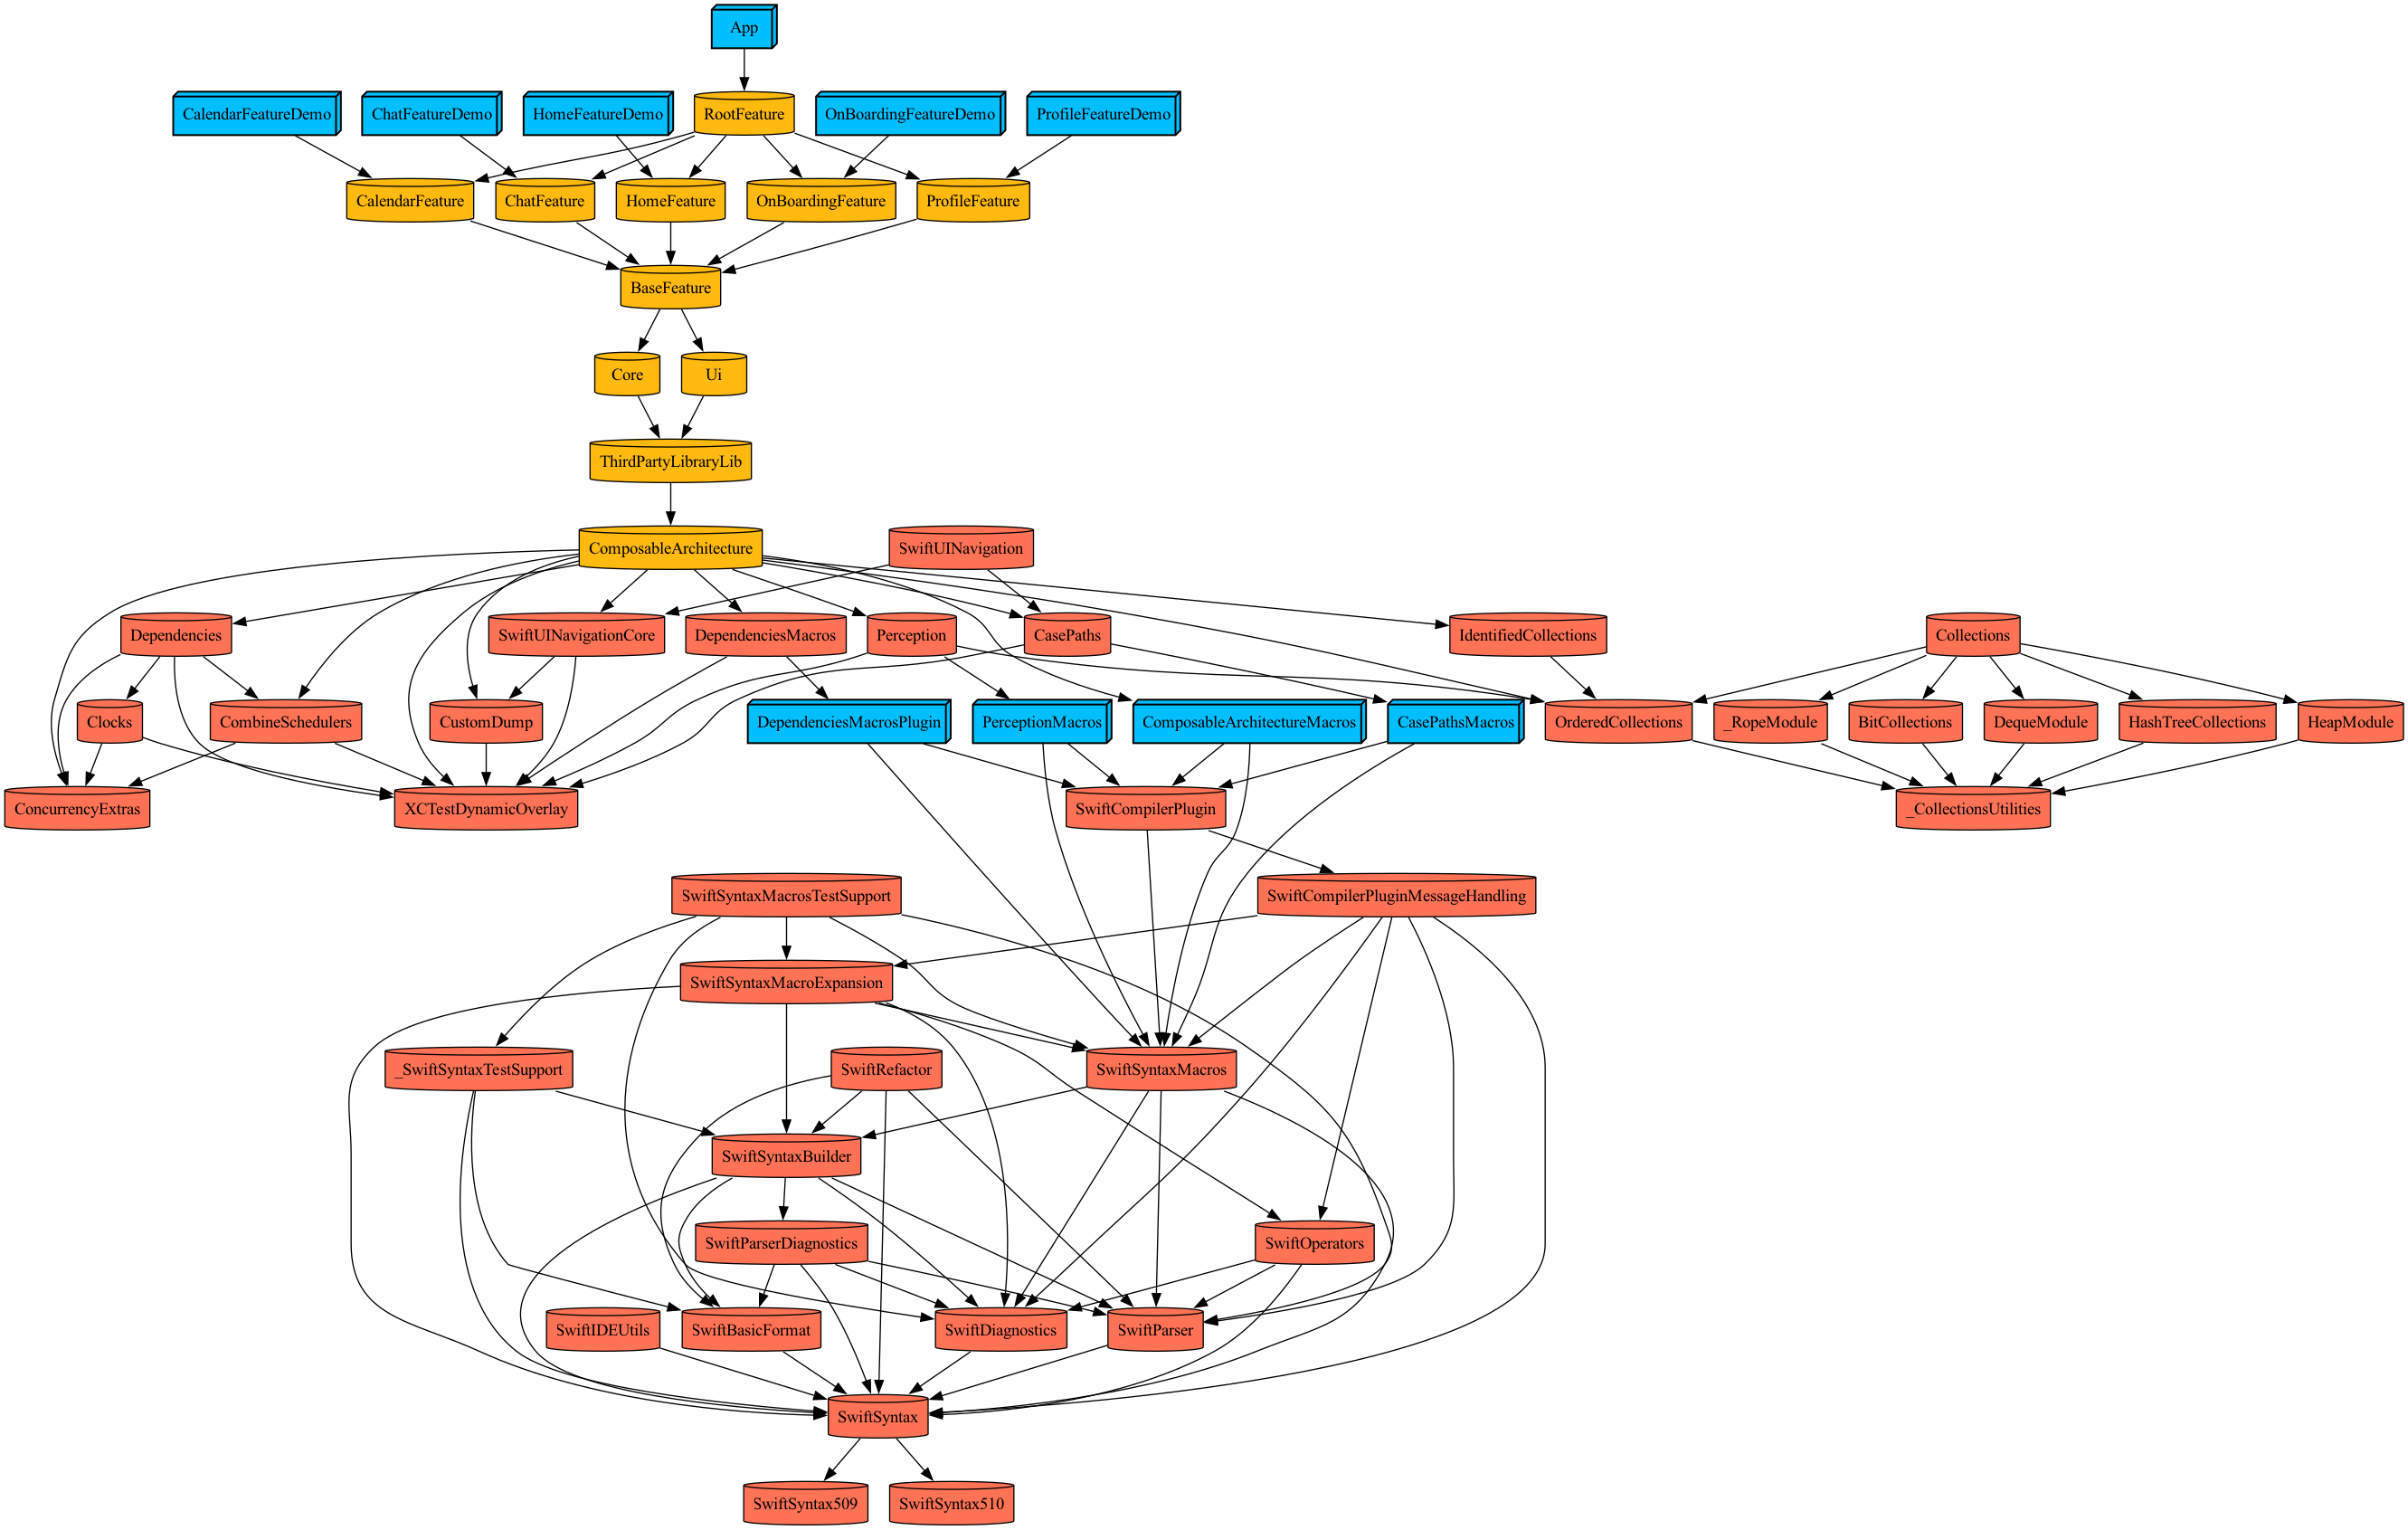 App
CalendarFeatureDemo
ChatFeatureDemo
HomeFeatureDemo
RootFeature
OnBoardingFeatureDemo
ProfileFeatureDemo
CalendarFeature
ChatFeature
HomeFeature
OnBoardingFeature
ProfileFeature
BaseFeature
Core
Ui
ThirdPartyLibraryLib
ComposableArchitecture
SwiftUINavigation
Dependencies
SwiftUINavigationCore
DependenciesMacros
Perception
CasePaths
IdentifiedCollections
Collections
Clocks
CombineSchedulers
CustomDump
DependenciesMacrosPlugin
PerceptionMacros
ComposableArchitectureMacros
CasePathsMacros
OrderedCollections
_RopeModule
BitCollections
DequeModule
HashTreeCollections
HeapModule
ConcurrencyExtras
XCTestDynamicOverlay
SwiftCompilerPlugin
_CollectionsUtilities
SwiftSyntaxMacrosTestSupport
SwiftCompilerPluginMessageHandling
SwiftSyntaxMacroExpansion
_SwiftSyntaxTestSupport
SwiftRefactor
SwiftSyntaxMacros
SwiftSyntaxBuilder
SwiftParserDiagnostics
SwiftOperators
SwiftIDEUtils
SwiftBasicFormat
SwiftDiagnostics
SwiftParser
SwiftSyntax
SwiftSyntax509
SwiftSyntax510